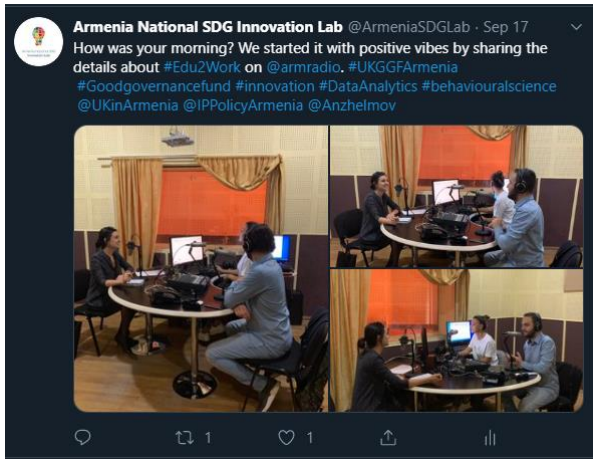 Armenia National SDG Innovation Lab @ArmeniaSDGLab · Sep 17
How was your morning? We started it with positive vibes by sharing the
details about #Edu2Work on @armradio. #UKGGFArmenia
#Goodgovernancefund #innovation #DataAnalytics #behaviouralscience
@UKinArmenia @IPPolicyArmenia @Anzhelmov
1 1